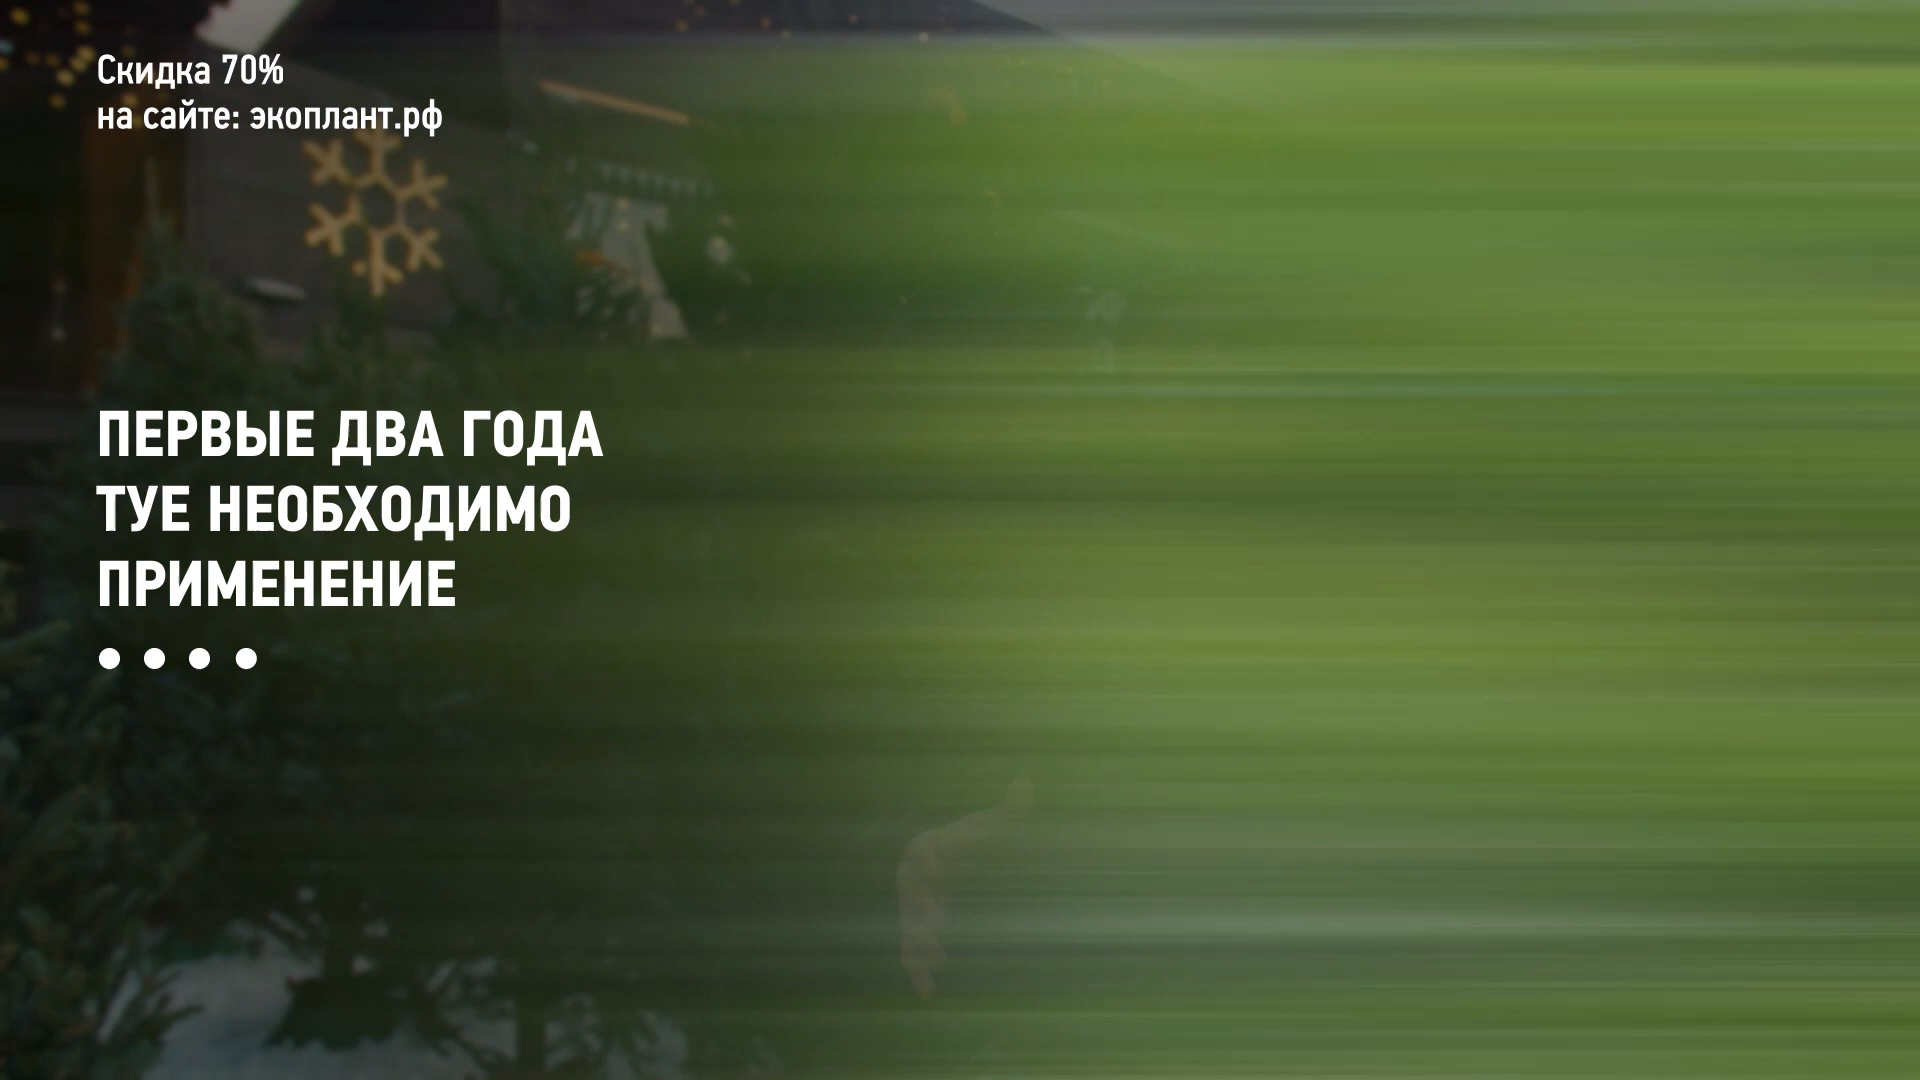 Скидка 70%
на сайте: экоплант.рф
ПЕРВЫЕ ДВА ГОДА
ТУЕ НЕОБХОДИМО
ПРИМЕНЕНИЕ